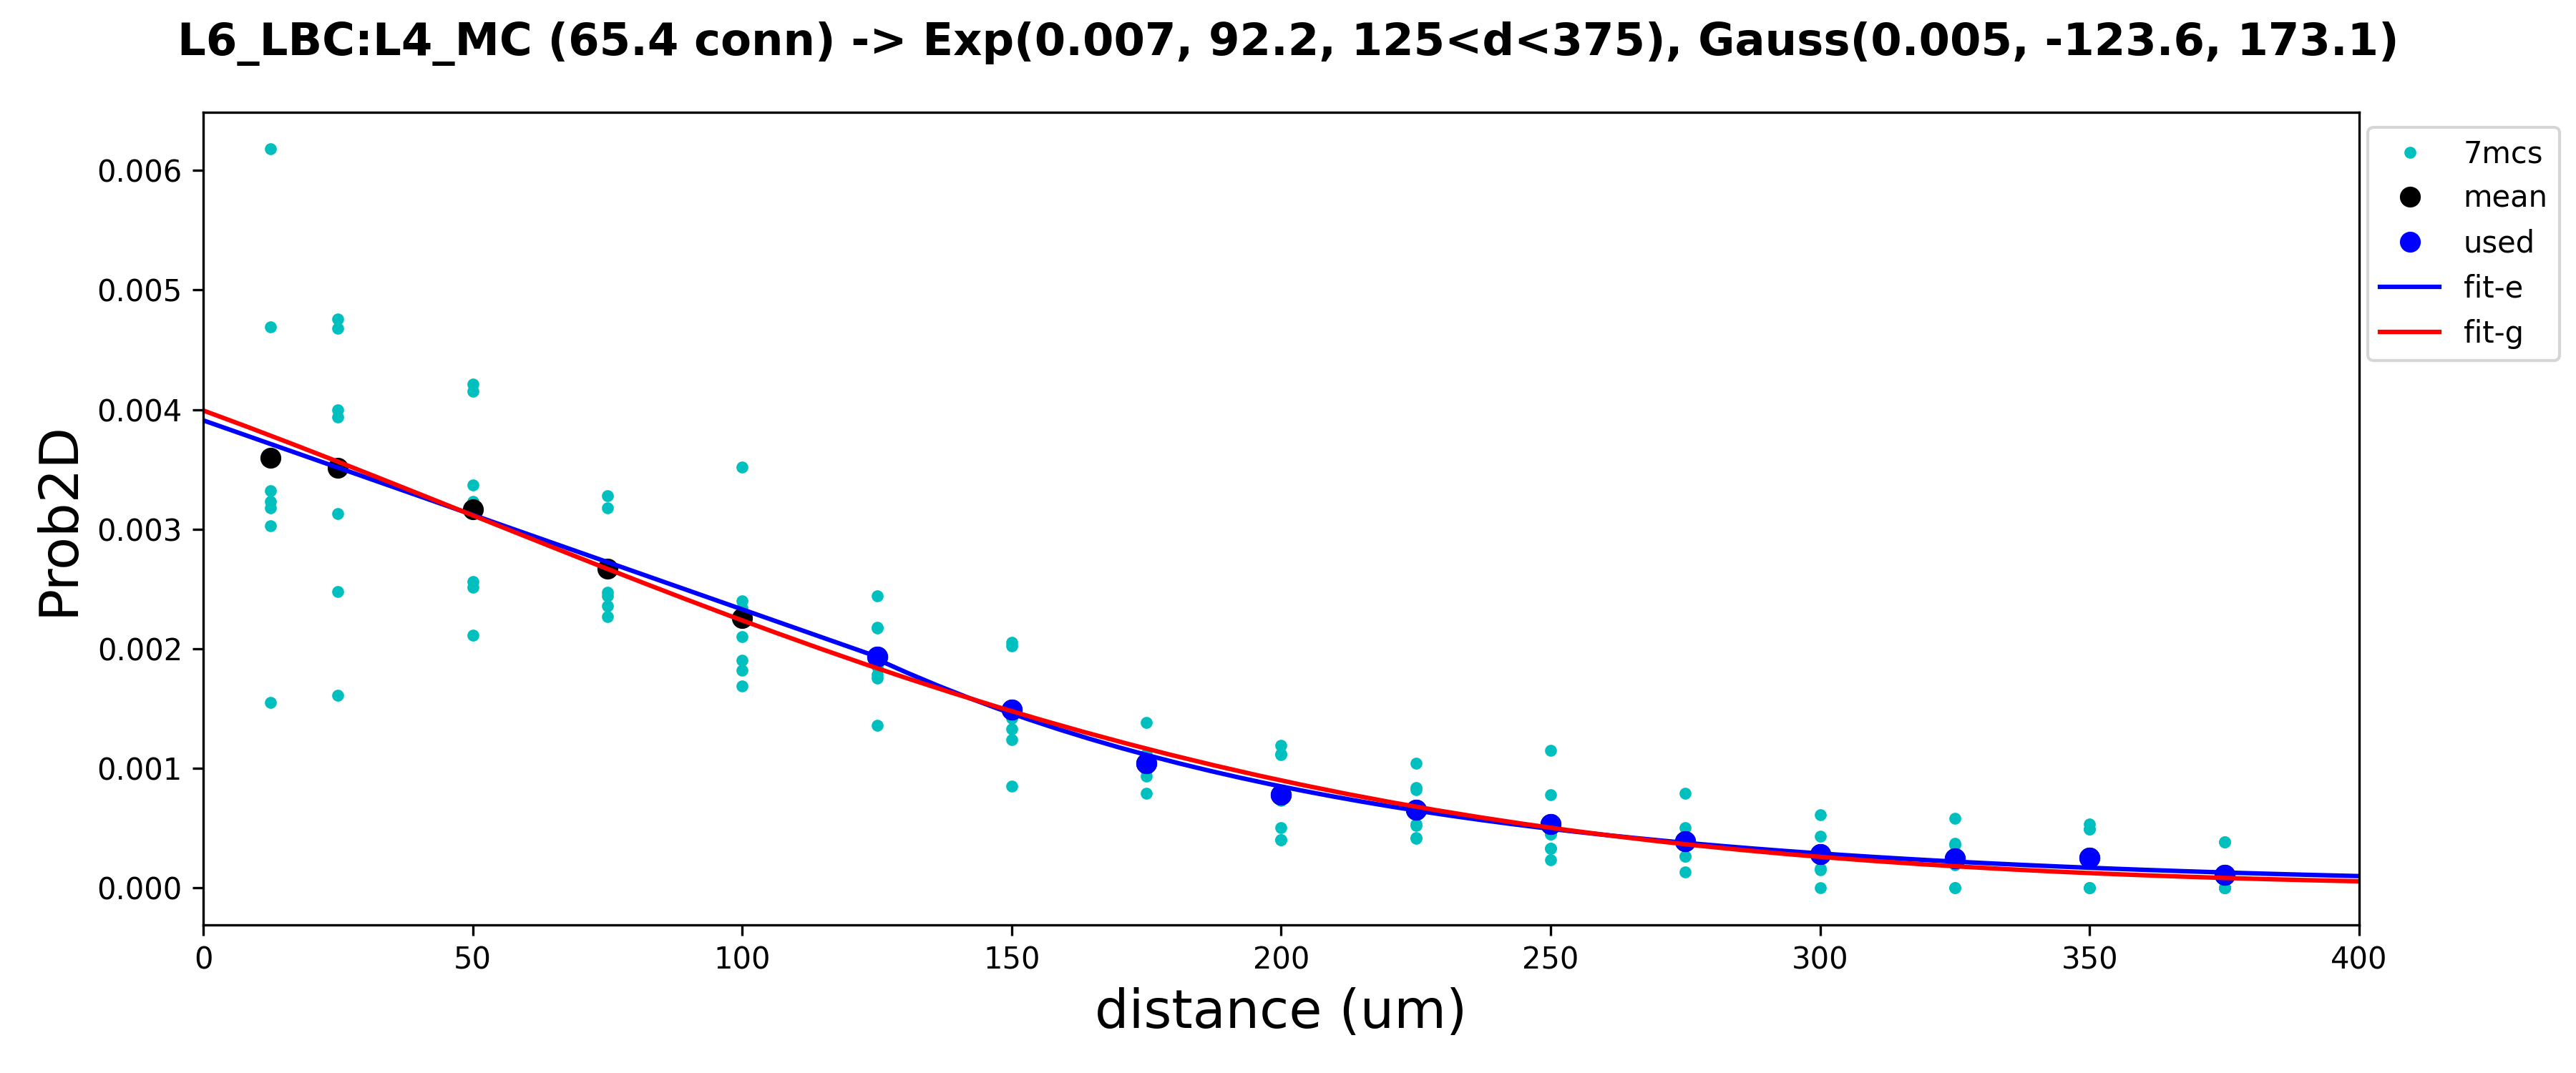 L6_LBC:L4_MC (65.4 conn) -> Exp(0.007, 92.2, 125<d<375), Gauss(0.005, -123.6, 173.1)
7mcs
mean
used
fit-e
fit-g
Prob2D
0.006
0.005
0.004
0.003
0.002
0.001
0.000
0 50 100 150 200 250 300 350 400
distance (um)